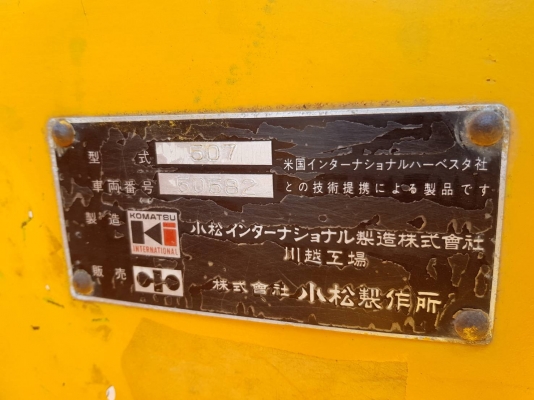 型式 507
米国インターナショナルハーベスタ社
車両番号
との技術提携による製品です
製造 KOMATSU INTERNATIONAL 小松インターナショナル製造株式會社
川越工場
販売 株式會社 小松製作所